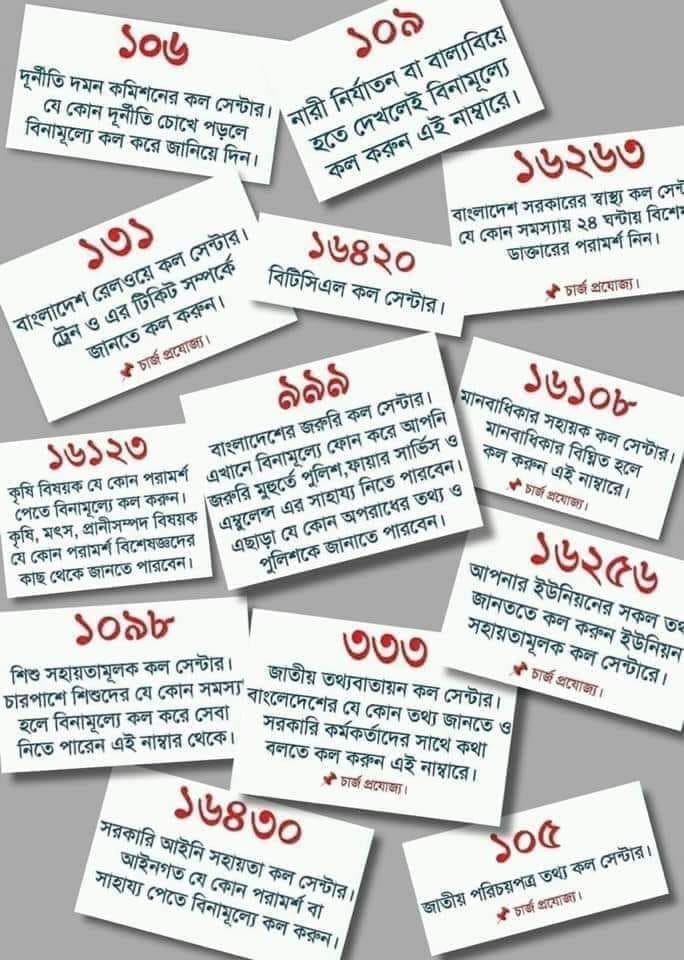 ১০৬
দূর্নীতি দমন কমিশনের কল সেন্টার।
যে কোন দূর্নীতি চোখে পড়লে
বিনামূল্যে কল করে জানিয়ে দিন।
১০৯
নারী নির্যাতন বা বাল্যবিয়ে
হতে দেখলেই বিনামূল্যে
কল করুন এই নাম্বারে।
১৬২৬৩
বাংলাদেশ সরকারের স্বাস্থ্য কল সেন্ট
যে কোন সমস্যায় ২৪ ঘন্টায় বিশে
ডাক্তারের পরামর্শ নিন।
চার্জ প্রযোজ্য।
১৩১
বাংলাদেশ রেলওয়ে কল সেন্টার।
ট্রেন ও এর টিকিট সম্পর্কে
জানতে কল করুন।
চার্জ প্রযোজ্য।
১৬৪২০
বিটিসিএল কল সেন্টার।
৯৯৯
বাংলাদেশের জরুরি কল সেন্টার।
এখানে বিনামূল্যে ফোন করে আপনি
জরুরি মুহুর্তে পুলিশ,ফায়ার সার্ভিস ও
এম্বুলেন্স এর সাহায্য নিতে পারবেন।
এছাড়া যে কোন অপরাধের তথ্য ও
পুলিশকে জানাতে পারবেন।
১৬১০৮
মানবাধিকার সহায়ক কল সেন্টার।
মানবাধিকার বিঘ্নিত হলে
কল করুন এই নাম্বারে।
চার্জ প্রযোজ্য।
১৬১২৩
কৃষি বিষয়ক যে কোন পরামর্শ
পেতে বিনামূল্যে কল করুন।
কৃষি, মৎস, প্রানীসম্পদ বিষয়ক
যে কোন পরামর্শ বিশেষজ্ঞদের
কাছ থেকে জানতে পারবেন।
১৬২৫৬
আপনার ইউনিয়নের সকল তথ
জানততে কল করুন ইউনিয়ন
সহায়তামূলক কল সেন্টারে।
চার্জ প্রযোজ্য।
১০৯৮
শিশু সহায়তামূলক কল সেন্টার।
চারপাশে শিশুদের যে কোন সমস্যা
হলে বিনামূল্যে কল করে সেবা
নিতে পারেন এই নাম্বার থেকে।
৩৩৩
জাতীয় তথ্যবাতায়ন কল সেন্টার।
বাংলেদেশের যে কোন তথ্য জানতে ও
সরকারি কর্মকর্তাদের সাথে কথা
বলতে কল করুন এই নাম্বারে।
চার্জ প্রযোজ্য।
১৬৪৩০
সরকারি আইনি সহায়তা কল সেন্টার।
আইনগত যে কোন পরামর্শ বা
সাহায্য পেতে বিনামূল্যে কল করুন।
১০৫
জাতীয় পরিচয়পত্র তথ্য কল সেন্টার।
চার্জ প্রযোজ্য।